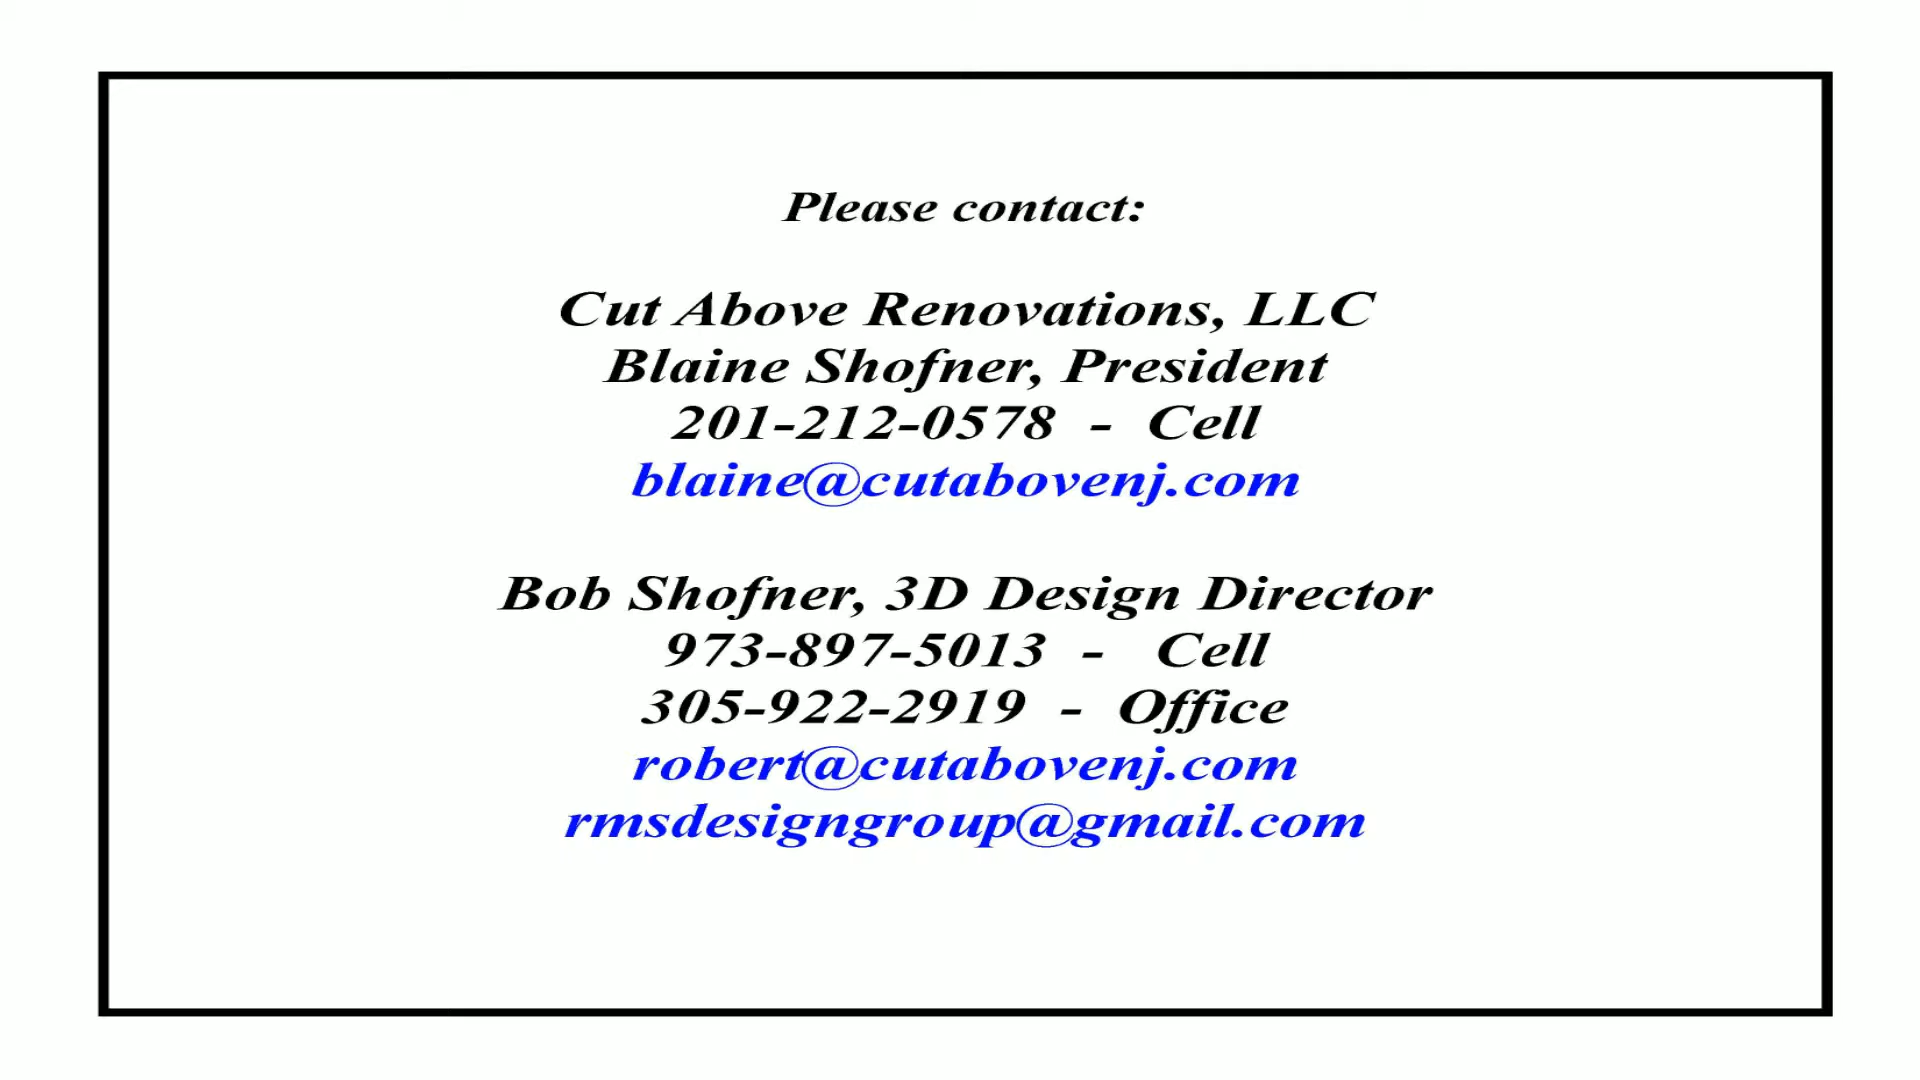 Please contact:
Cut Above Renovations, LLC
Blaine Shofner, President
201-212-0578 - Cell
blaine@cutabovenj.com
Bob Shofner, 3D Design Director
973-897-5013 - Cell
305-922-2919 - Office
robert@cutabovenj.com
rmsdesigngroup@gmail.com